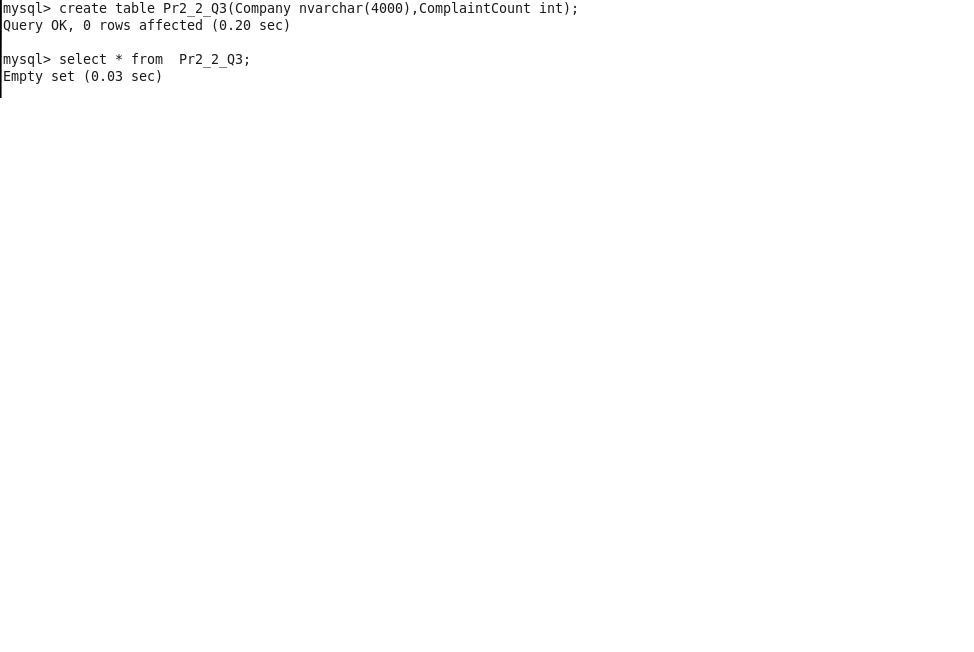 mysql> create table Pr2_2_Q3(Company nvarchar(4000),ComplaintCount int);
Query OK, 0 rows affected (0.20 sec)
mysql> select * from  Pr2_2_Q3;
Empty set (0.03 sec)